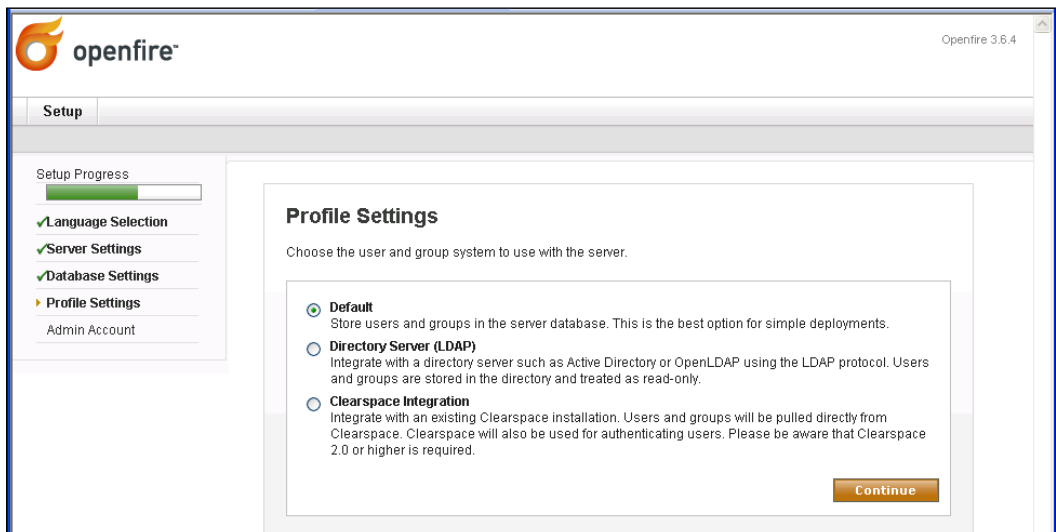 openfire™
Openfire 3.6.4
Setup
Setup Progress
Language Selection
Server Settings
Database Settings
Profile Settings
Admin Account
Profile Settings
Choose the user and group system to use with the server.
Default
Store users and groups in the server database. This is the best option for simple deployments.
Directory Server (LDAP)
Integrate with a directory server such as Active Directory or OpenLDAP using the LDAP protocol. Users
and groups are stored in the directory and treated as read-only.
Clearspace Integration
Integrate with an existing Clearspace installation. Users and groups will be pulled directly from
Clearspace. Clearspace will also be used for authenticating users. Please be aware that Clearspace
2.0 or higher is required.
Continue